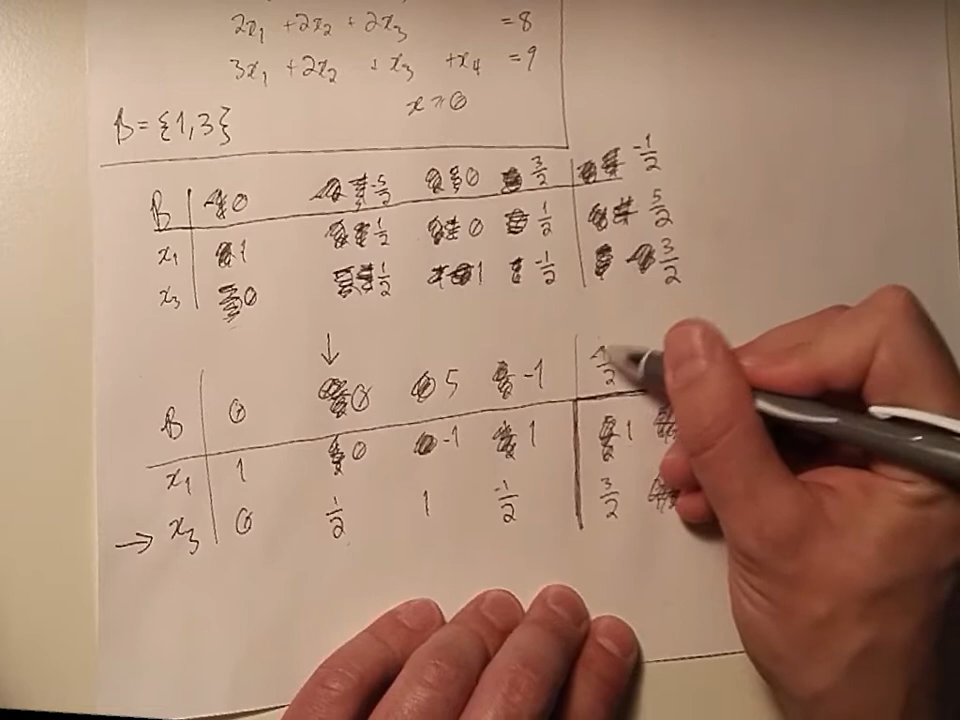 2x₁ +2x₂ + 2x₃ =8
3x₁ +2x₂ + x₃ +x₄ =9
x ≥ 0
B = {1,3}
B 0 -5/2 0 3/2 -1/2
x₁ 1 1/2 0 1/2 5/2
x₃ 0 1/2 1 -1/2 3/2
↓
B 0 0 5 -1
x₁ 1 0 -1 1 1
→ x₃ 0 1/2 1 -1/2 3/2